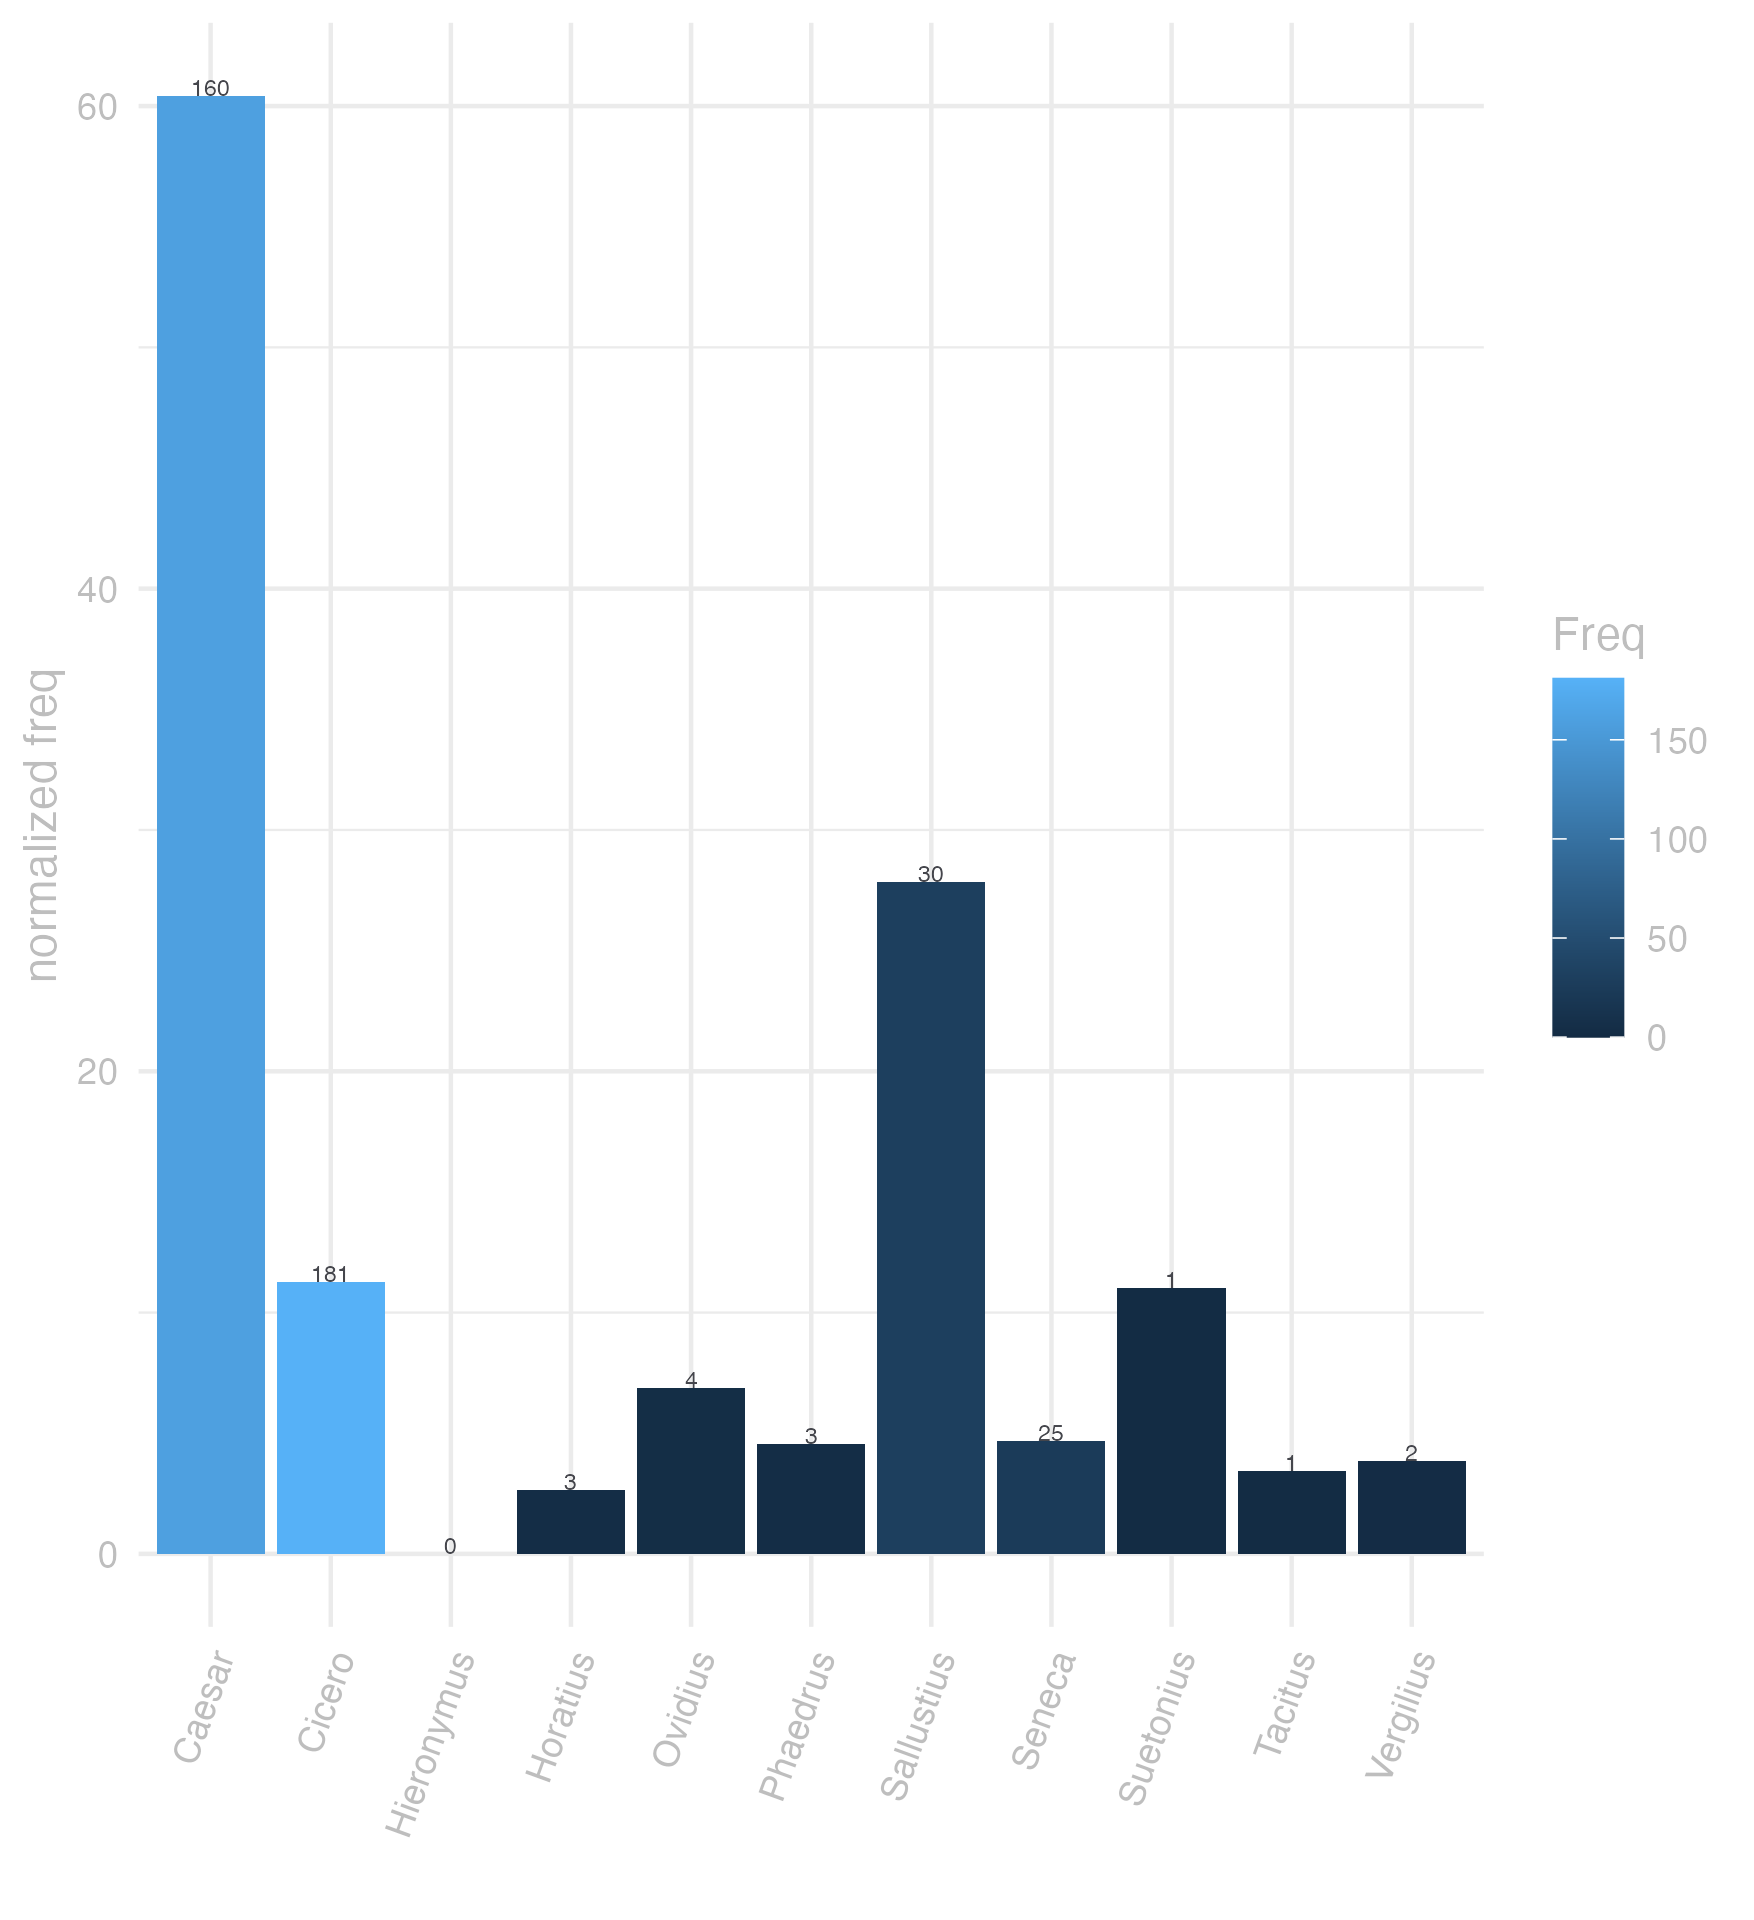 normalized freq
60
40
20
0
160
181
0
3
4
3
30
25
1
1
2
Caesar
Cicero
Hieronymus
Horatius
Ovidius
Phaedrus
Sallustius
Seneca
Suetonius
Tacitus
Vergilius
Freq
150
100
50
0